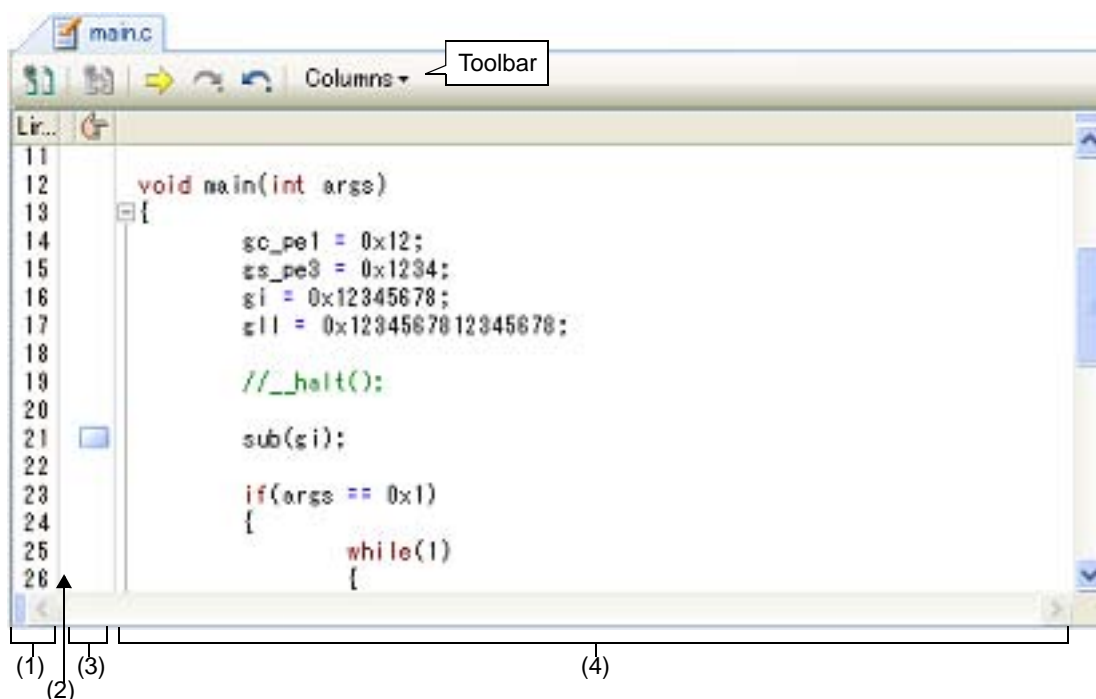 main.c
Columns
Toolbar
Lir...
11
12 void main(int args)
13 {
14 gc_pe1 = 0x12;
15 gs_pe3 = 0x1234;
16 gi = 0x12345678;
17 gll = 0x1234567812345678;
18
19 //__halt();
20
21 sub(gi);
22
23 if(args == 0x1)
24 {
25 while(1)
26 {
(1) (3) (4)
(2)